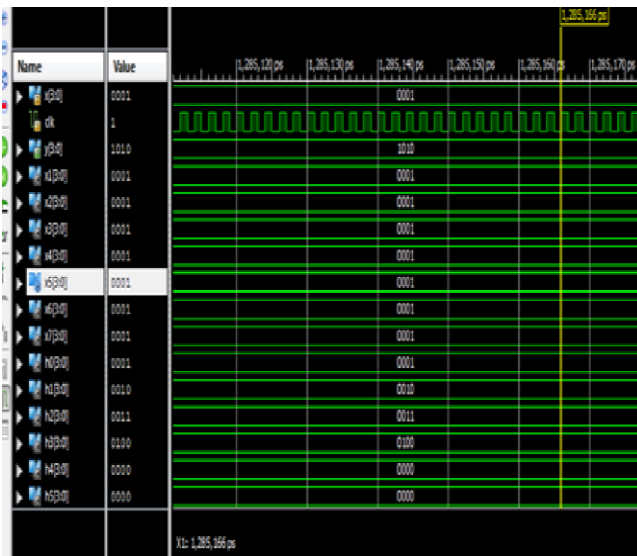 1,285,166 ps
Name Value 1,285,120 ps 1,285,130 ps 1,285,140 ps 1,285,150 ps 1,285,160 ps 1,285,170 ps
x[3:0] 0001 0001
clk 1
y[3:0] 1010 1010
x1[3:0] 0001 0001
x2[3:0] 0001 0001
x3[3:0] 0001 0001
x4[3:0] 0001 0001
x5[3:0] 0001 0001
x6[3:0] 0001 0001
x7[3:0] 0001 0001
h0[3:0] 0001 0001
h1[3:0] 0010 0010
h2[3:0] 0011 0011
h3[3:0] 0100 0100
h4[3:0] 0000 0000
h5[3:0] 0000 0000
X1: 1,285,166 ps